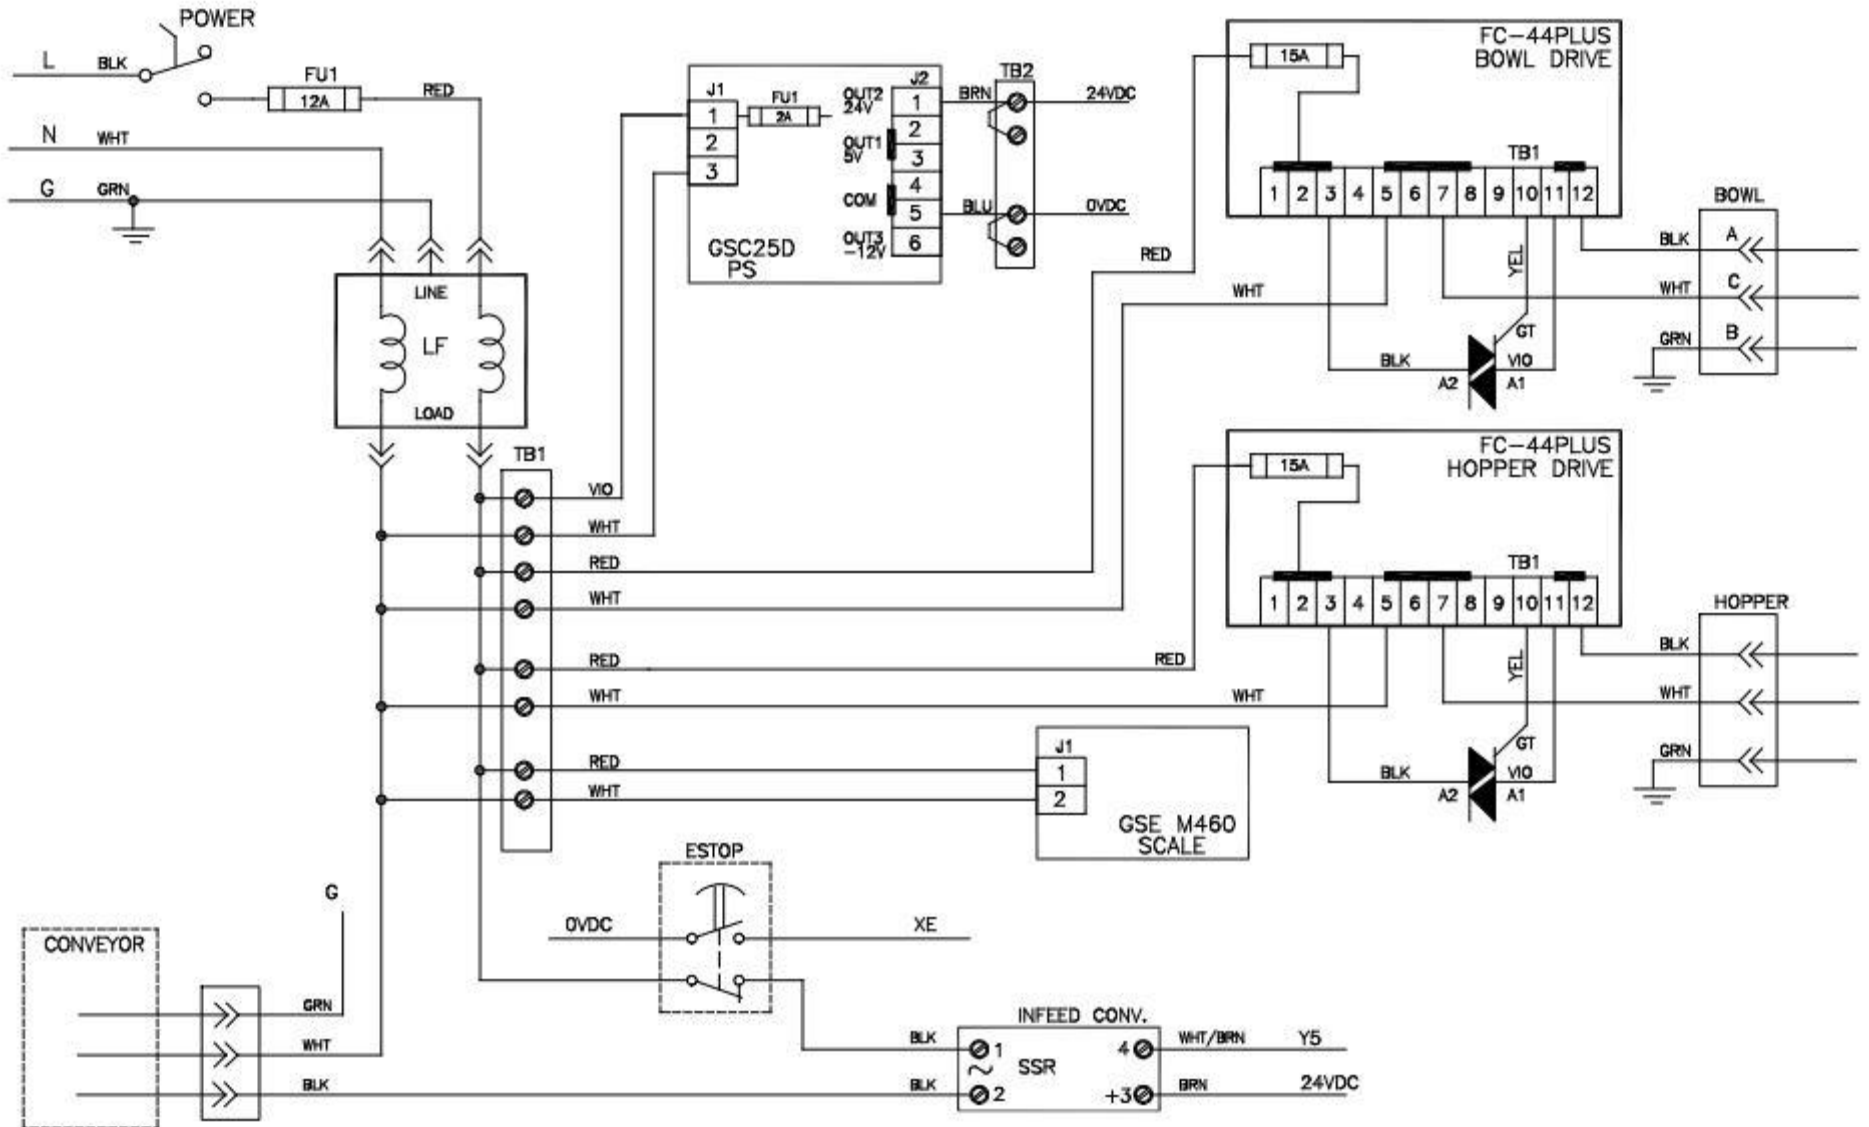 POWER
L BLK
FU1
12A
RED
N WHT
G GRN
LINE
LF
LOAD
J1
1
2
3
FU1
2A
OUT2
24V
OUT1
5V
COM
OUT3
-12V
J2
1
2
3
4
5
6
GSC25D
PS
BRN
BLU
TB2
24VDC
0VDC
FC-44PLUS
BOWL DRIVE
15A
TB1
1 2 3 4 5 6 7 8 9 10 11 12
RED
WHT
YEL
GT
BLK
VIO
A2 A1
BOWL
BLK A
WHT C
GRN B
FC-44PLUS
HOPPER DRIVE
15A
TB1
1 2 3 4 5 6 7 8 9 10 11 12
YEL
GT
BLK
VIO
A2 A1
HOPPER
BLK
WHT
GRN
TB1
VIO
WHT
RED
WHT
RED RED
WHT WHT
RED
WHT
J1
1
2
GSE M460
SCALE
ESTOP
0VDC XE
G
CONVEYOR
GRN
WHT
BLK
INFEED CONV.
BLK 1 4 WHT/BRN Y5
SSR
BLK 2 +3 BRN 24VDC